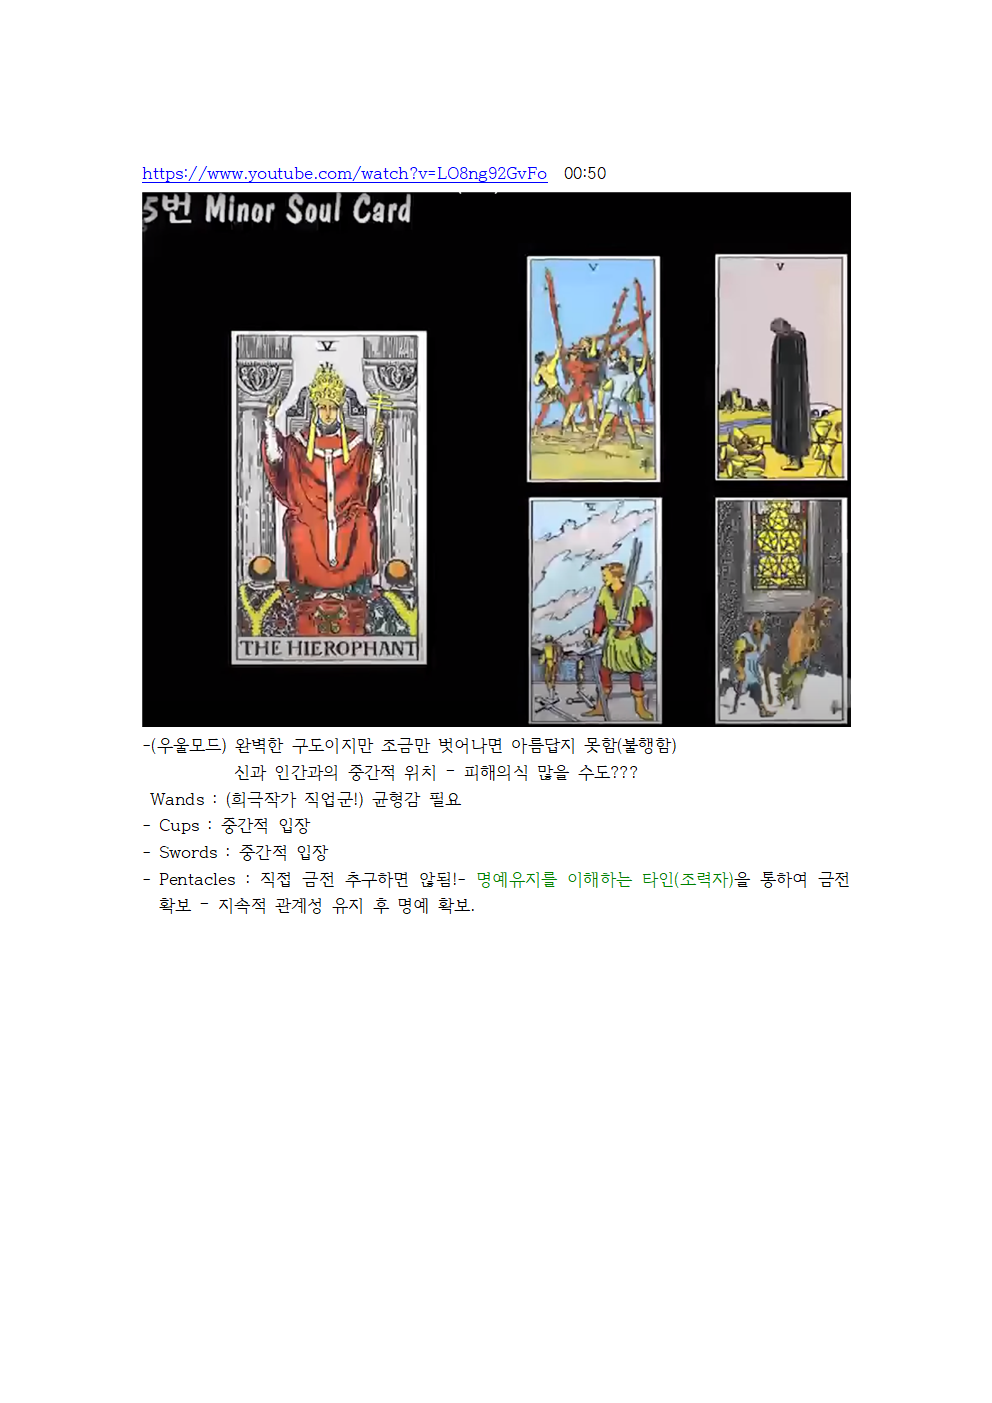 https://www.youtube.com/watch?v=LO8ng92GvFo 00:50
5번 Minor Soul Card
V
V
V
THE HIEROPHANT
V
-(우울모드) 완벽한 구도이지만 조금만 벗어나면 아름답지 못함(불행함)
신과 인간과의 중간적 위치 - 피해의식 많을 수도???
Wands : (희극작가 직업군!) 균형감 필요
- Cups : 중간적 입장
- Swords : 중간적 입장
- Pentacles : 직접 금전 추구하면 않됨!- 명예유지를 이해하는 타인(조력자)을 통하여 금전
확보 - 지속적 관계성 유지 후 명예 확보.